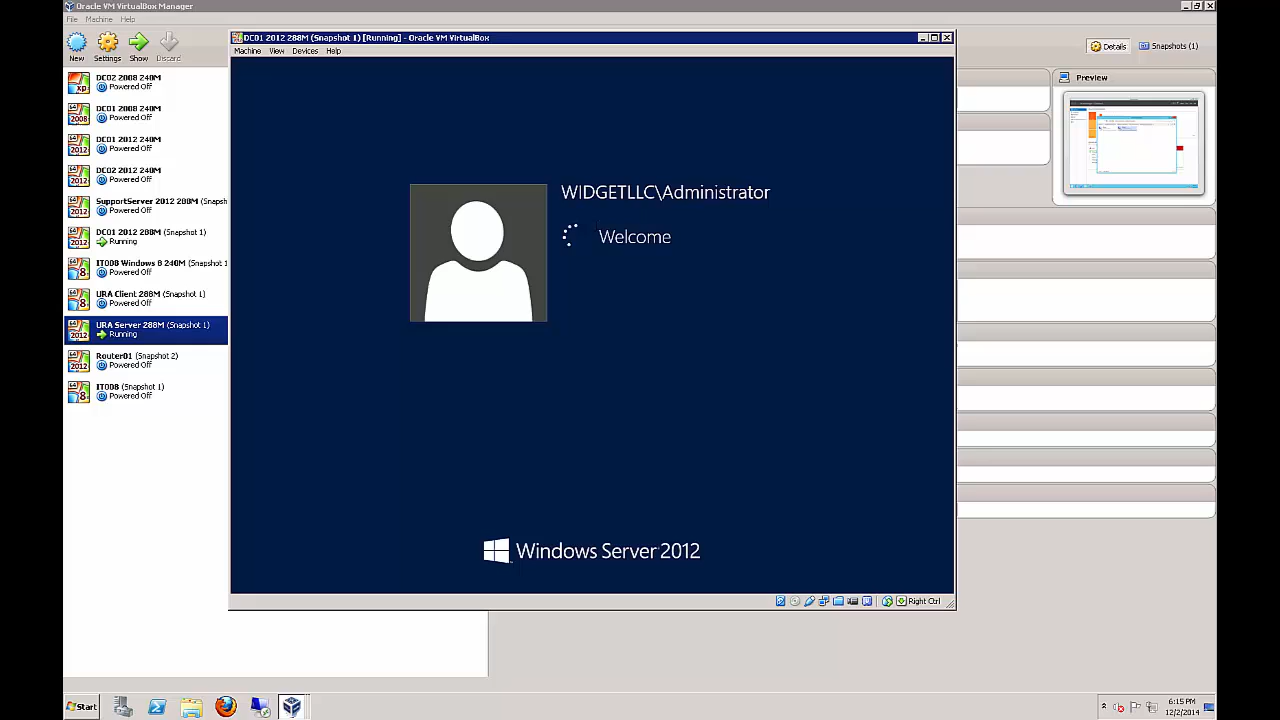 Oracle VM VirtualBox Manager
File Machine Help
New Settings Show Discard
Details Snapshots (1)
DC02 2008 240M
Powered Off
DC01 2008 240M
Powered Off
DC01 2012 240M
Powered Off
DC02 2012 240M
Powered Off
SupportServer 2012 288M (Snaps
Powered Off
DC01 2012 288M (Snapshot 1)
Running
IT008 Windows 8 240M (Snapshot 1
Powered Off
URA Client 288M (Snapshot 1)
Powered Off
URA Server 288M (Snapshot 1)
Running
Router01 (Snapshot 2)
Powered Off
IT008 (Snapshot 1)
Powered Off
DC01 2012 288M (Snapshot 1) [Running] - Oracle VM VirtualBox
Machine View Devices Help
WIDGETLLC\Administrator
Welcome
Windows Server 2012
Right Ctrl
Preview
Start
6:15 PM
12/2/2014